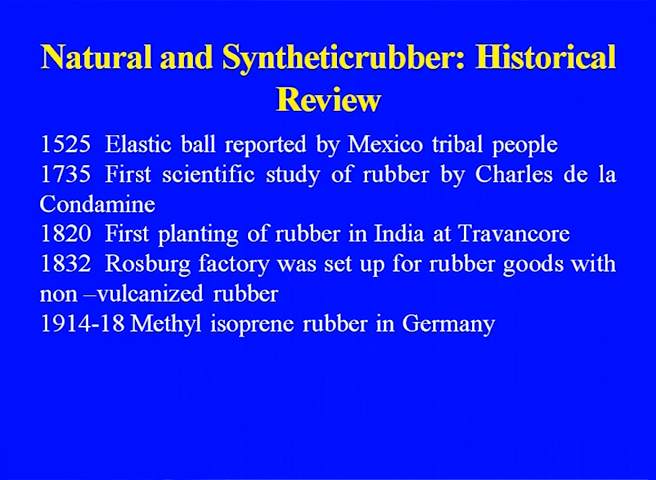 Natural and Syntheticrubber: Historical
Review
1525 Elastic ball reported by Mexico tribal people
1735 First scientific study of rubber by Charles de la
Condamine
1820 First planting of rubber in India at Travancore
1832 Rosburg factory was set up for rubber goods with
non –vulcanized rubber
1914-18 Methyl isoprene rubber in Germany